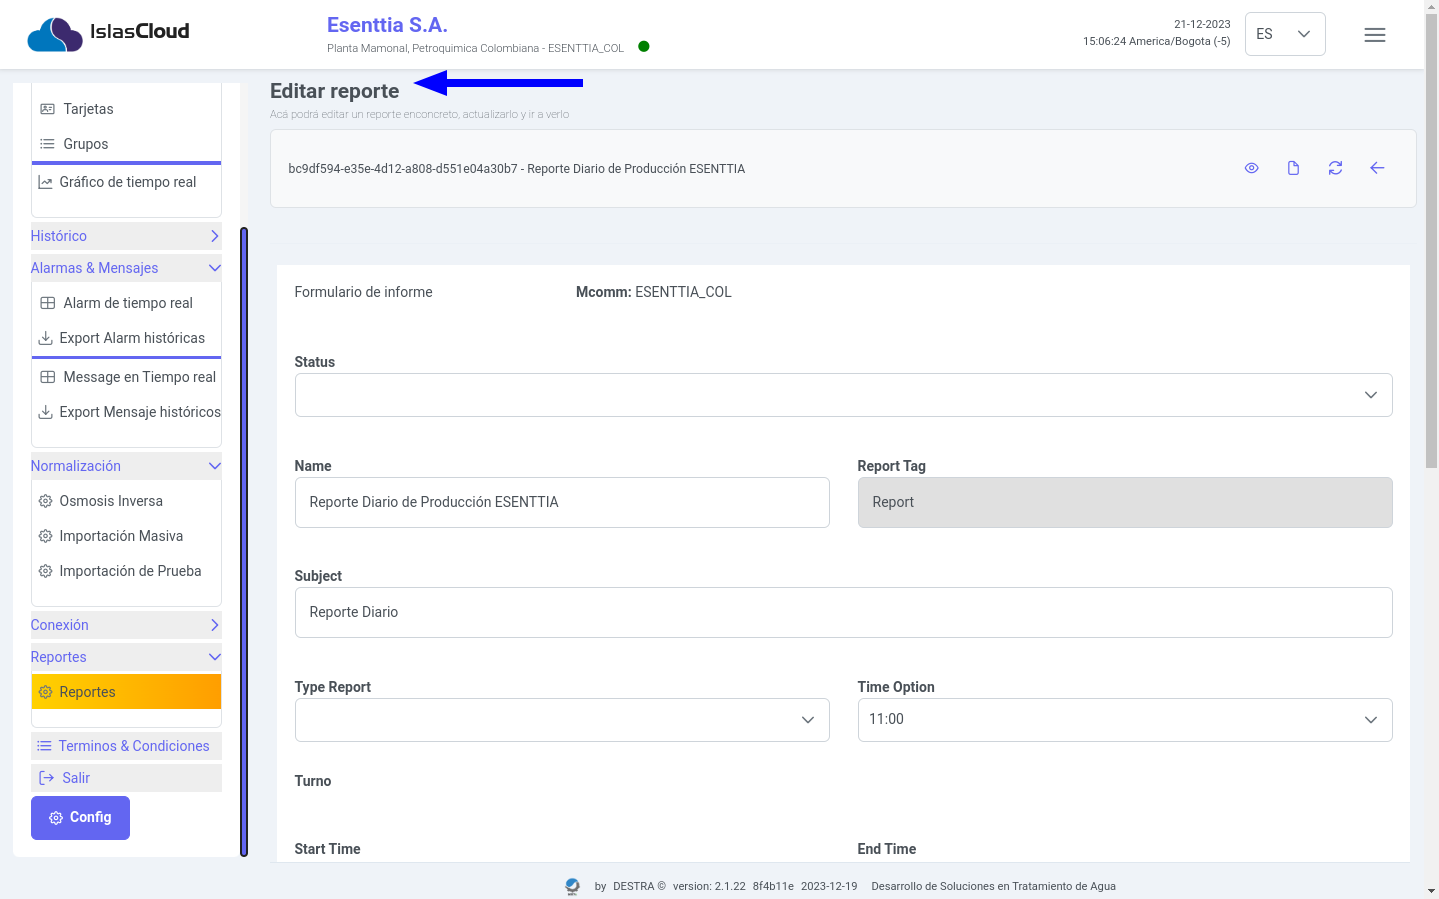 IslasCloud
Esenttia S.A.
Planta Mamonal, Petroquimica Colombiana - ESENTTIA_COL
21-12-2023
15:06:24 America/Bogota (-5)
ES
Tarjetas
Grupos
Gráfico de tiempo real
Histórico
Alarmas & Mensajes
Alarm de tiempo real
Export Alarm históricas
Message en Tiempo real
Export Mensaje históricos
Normalización
Osmosis Inversa
Importación Masiva
Importación de Prueba
Conexión
Reportes
Reportes
Terminos & Condiciones
Salir
Config
Editar reporte
Acá podrá editar un reporte enconcreto, actualizarlo y ir a verlo
bc9df594-e35e-4d12-a808-d551e04a30b7 - Reporte Diario de Producción ESENTTIA
Formulario de informe
Mcomm: ESENTTIA_COL
Status
Name
Report Tag
Reporte Diario de Producción ESENTTIA
Report
Subject
Reporte Diario
Type Report
Time Option
11:00
Turno
Start Time
End Time
by DESTRA © version: 2.1.22 8f4b11e 2023-12-19 Desarrollo de Soluciones en Tratamiento de Agua